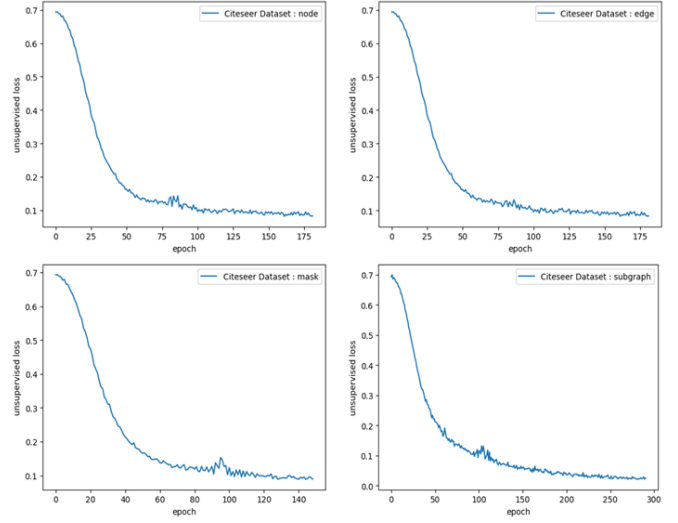 Citeseer Dataset : node
0.7
0.6
0.5
0.4
0.3
0.2
0.1
unsupervised loss
0 25 50 75 100 125 150 175
epoch
Citeseer Dataset : edge
0.7
0.6
0.5
0.4
0.3
0.2
0.1
unsupervised loss
0 25 50 75 100 125 150 175
epoch
Citeseer Dataset : mask
0.7
0.6
0.5
0.4
0.3
0.2
0.1
unsupervised loss
0 20 40 60 80 100 120 140
epoch
Citeseer Dataset : subgraph
0.7
0.6
0.5
0.4
0.3
0.2
0.1
0.0
unsupervised loss
0 50 100 150 200 250 300
epoch